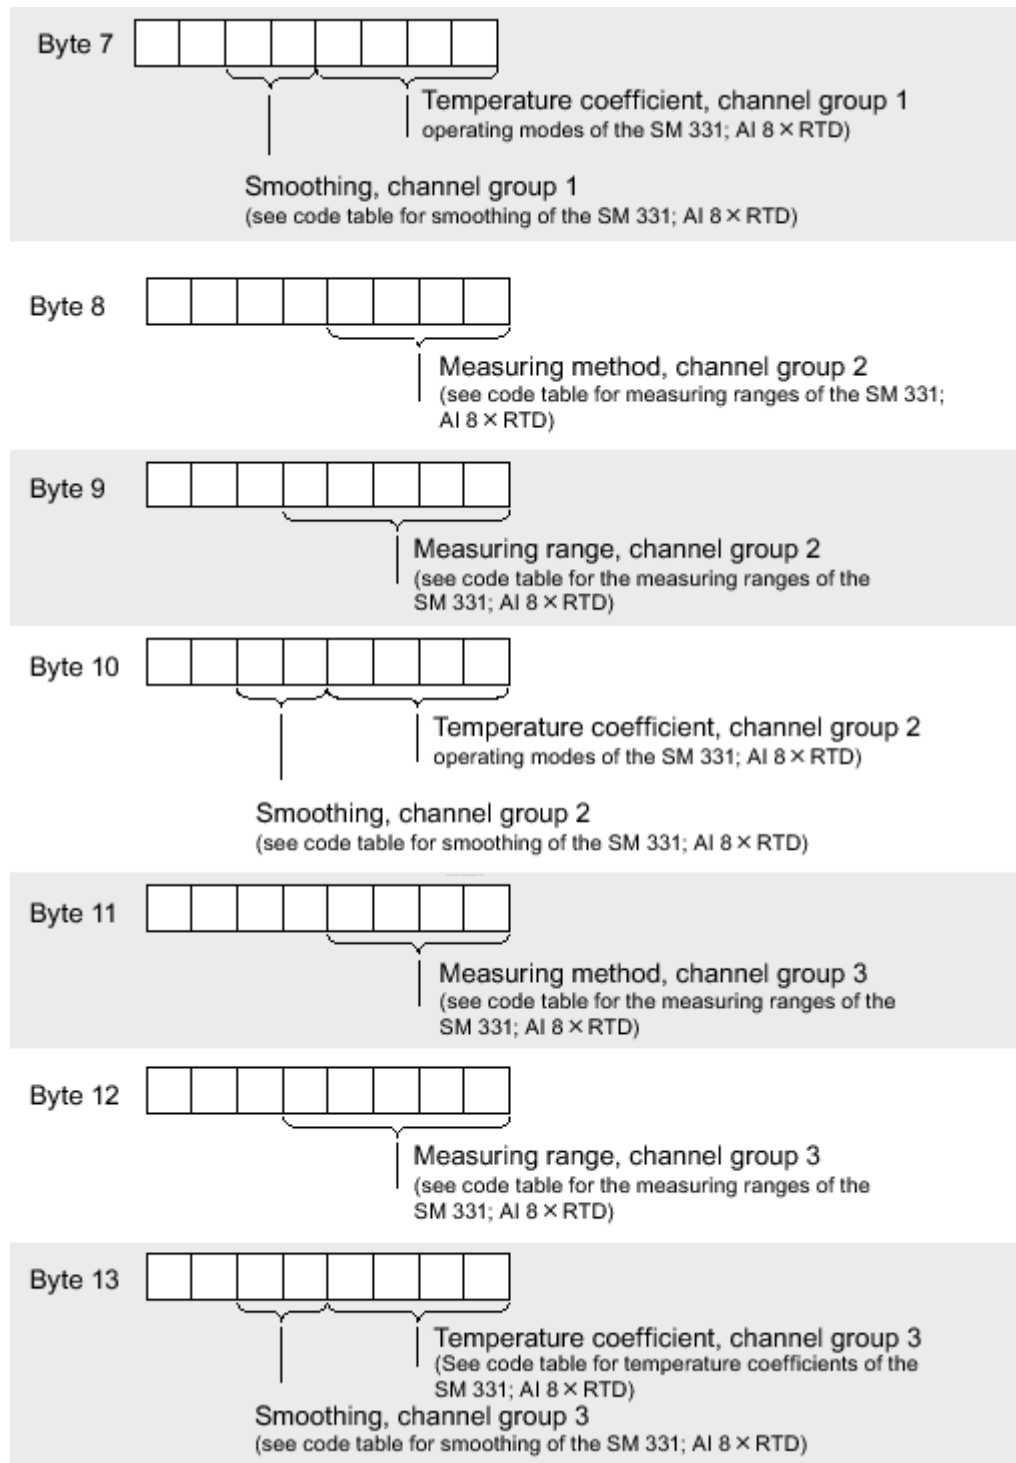 Byte 7
Temperature coefficient, channel group 1
operating modes of the SM 331; AI 8 × RTD)
Smoothing, channel group 1
(see code table for smoothing of the SM 331; AI 8 × RTD)
Byte 8
Measuring method, channel group 2
(see code table for measuring ranges of the SM 331;
AI 8 × RTD)
Byte 9
Measuring range, channel group 2
(see code table for the measuring ranges of the
SM 331; AI 8 × RTD)
Byte 10
Temperature coefficient, channel group 2
operating modes of the SM 331; AI 8 × RTD)
Smoothing, channel group 2
(see code table for smoothing of the SM 331; AI 8 × RTD)
Byte 11
Measuring method, channel group 3
(see code table for the measuring ranges of the
SM 331; AI 8 × RTD)
Byte 12
Measuring range, channel group 3
(see code table for the measuring ranges of the
SM 331; AI 8 × RTD)
Byte 13
Temperature coefficient, channel group 3
(See code table for temperature coefficients of the
SM 331; AI 8 × RTD)
Smoothing, channel group 3
(see code table for smoothing of the SM 331; AI 8 × RTD)